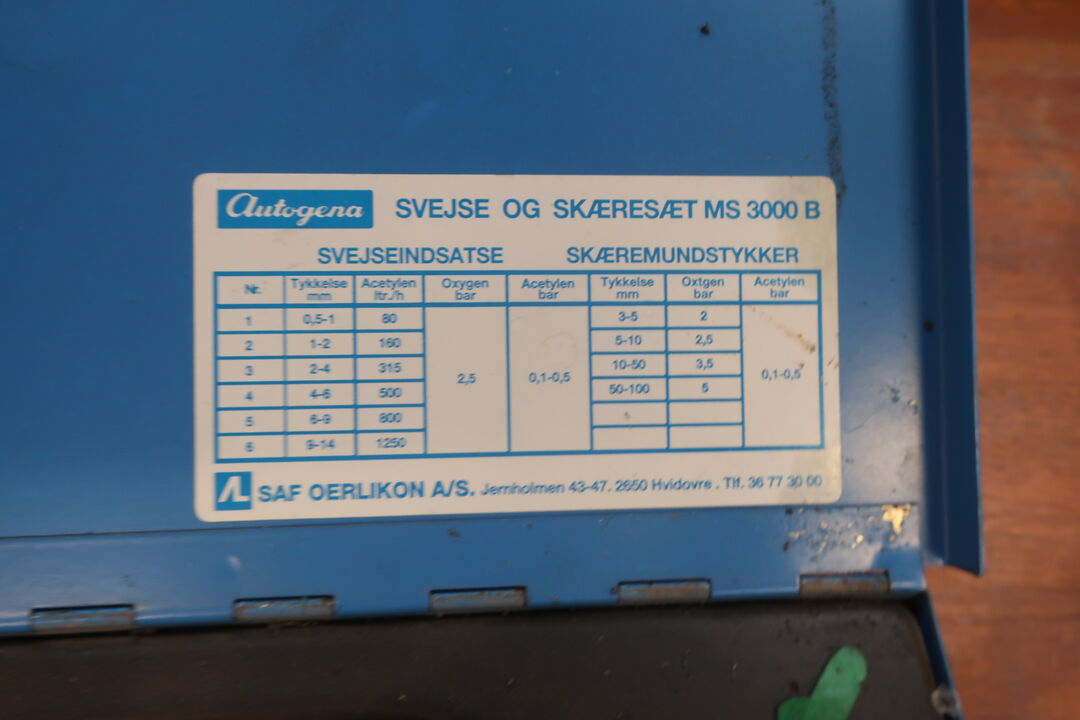 Autogena SVEJSE OG SKÆRESÆT MS 3000 B
SVEJSEINDSATSE SKÆREMUNDSTYKKER
Nr. Tykkelse mm Acetylen ltr./h Oxygen bar Acetylen bar Tykkelse mm Oxtgen bar Acetylen bar
1 0,5-1 80 2,5 0,1-0,5 3-5 2 0,1-0,5
2 1-2 160 5-10 2,5
3 2-4 315 10-50 3,5
4 4-6 500 50-100 5
5 6-9 800
6 9-14 1250
SAF OERLIKON A/S. Jernholmen 43-47. 2650 Hvidovre . Tlf. 36 77 30 00